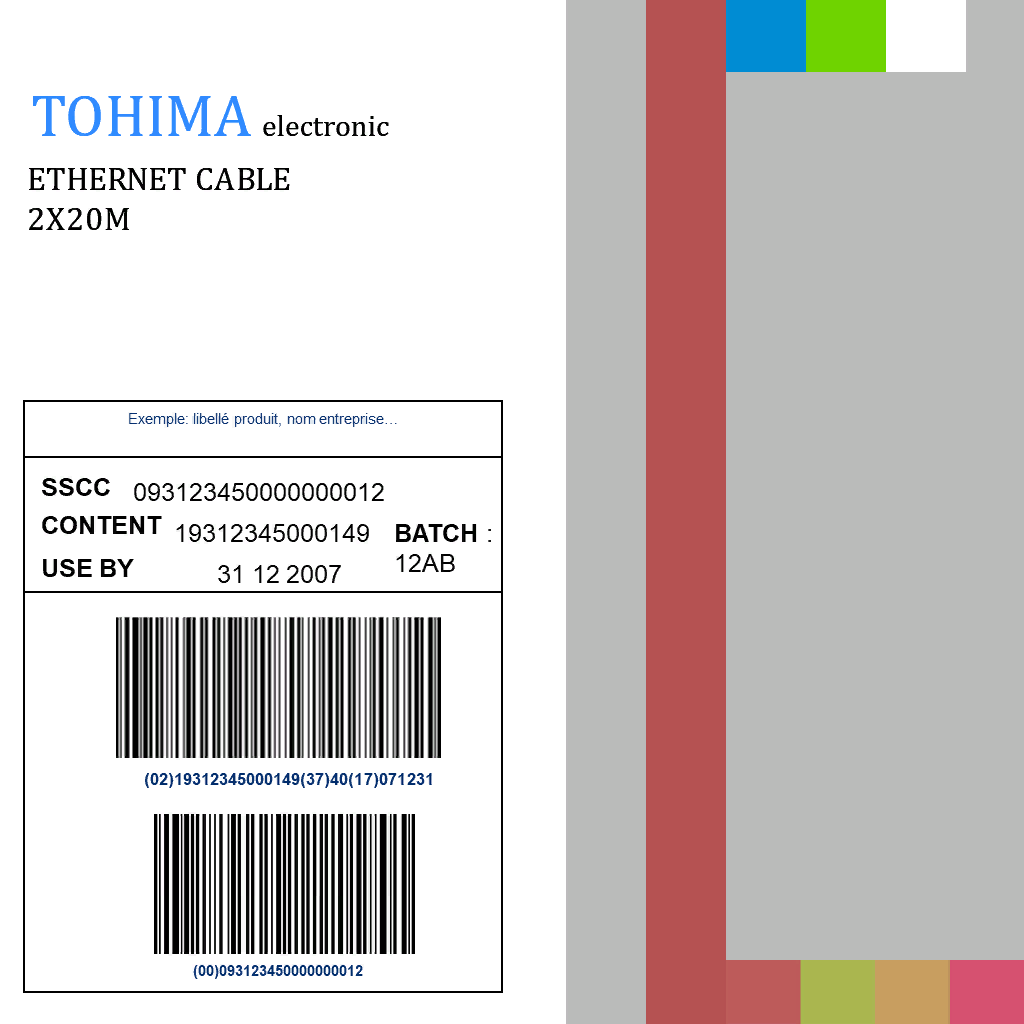 TOHIMA electronic
ETHERNET CABLE
2X20M
Exemple: libellé produit, nom entreprise...
SSCC 093123450000000012
CONTENT 19312345000149 BATCH :
USE BY 31 12 2007 12AB
(02)19312345000149(37)40(17)071231
(00)093123450000000012